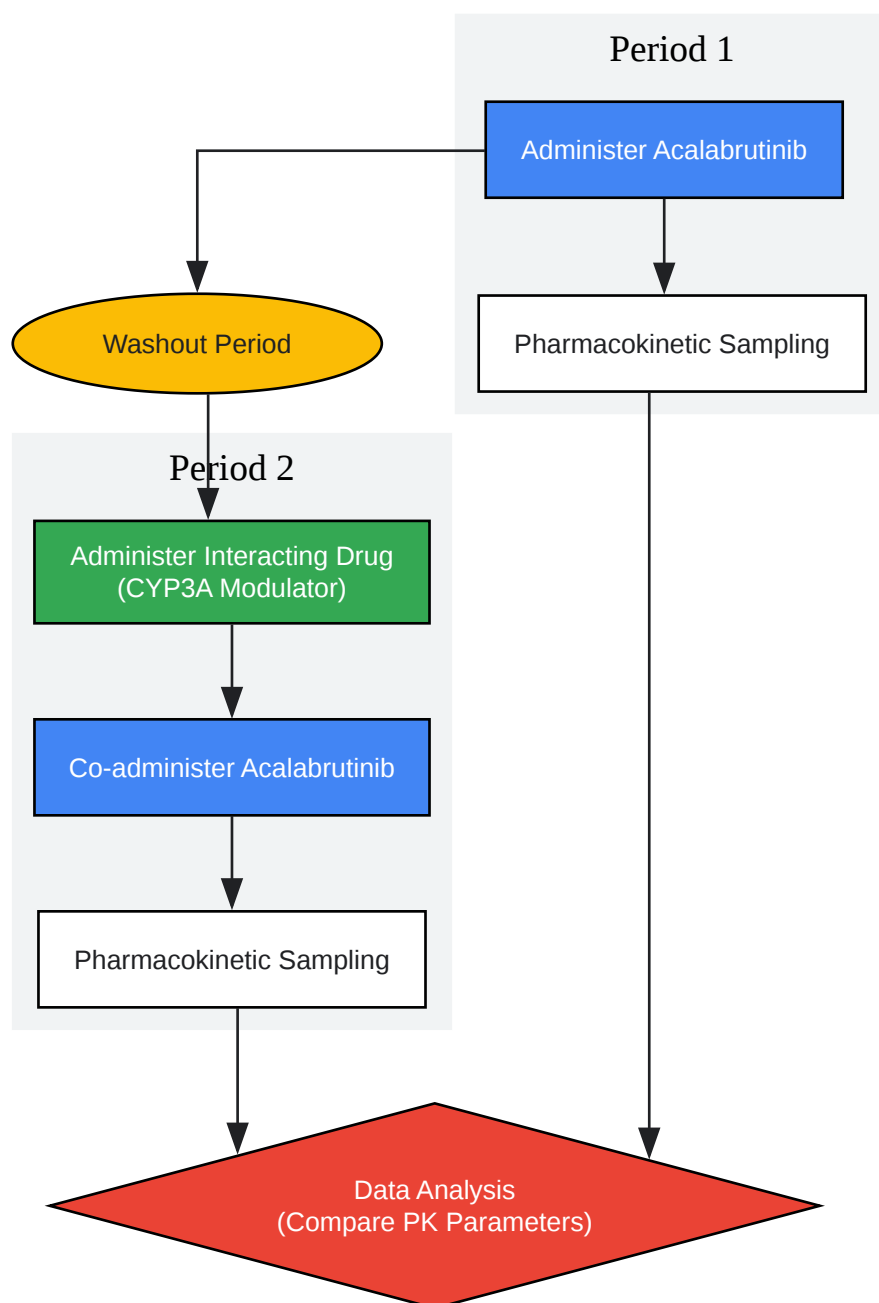 Period 1
Administer Acalabrutinib
Washout Period
Pharmacokinetic Sampling
Period 2
Administer Interacting Drug
(CYP3A Modulator)
Co-administer Acalabrutinib
Pharmacokinetic Sampling
Data Analysis
(Compare PK Parameters)